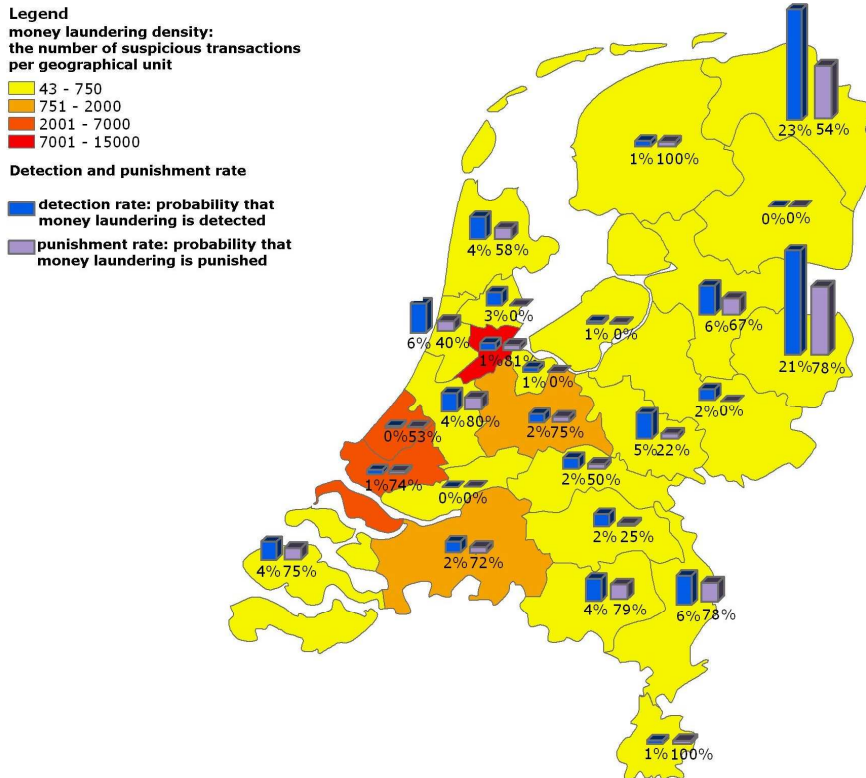 Legend
money laundering density:
the number of suspicious transactions
per geographical unit
43 - 750
751 - 2000
2001 - 7000
7001 - 15000
Detection and punishment rate
detection rate: probability that
money laundering is detected
punishment rate: probability that
money laundering is punished
23% 54%
1% 100%
0% 0%
4% 58%
3% 0%
6% 40%
1% 81%
1% 0%
6% 67%
21% 78%
1% 0%
2% 0%
4% 80%
2% 75%
5% 22%
0% 53%
1% 74%
0% 0%
2% 50%
2% 25%
4% 75%
2% 72%
4% 79%
6% 78%
1% 100%